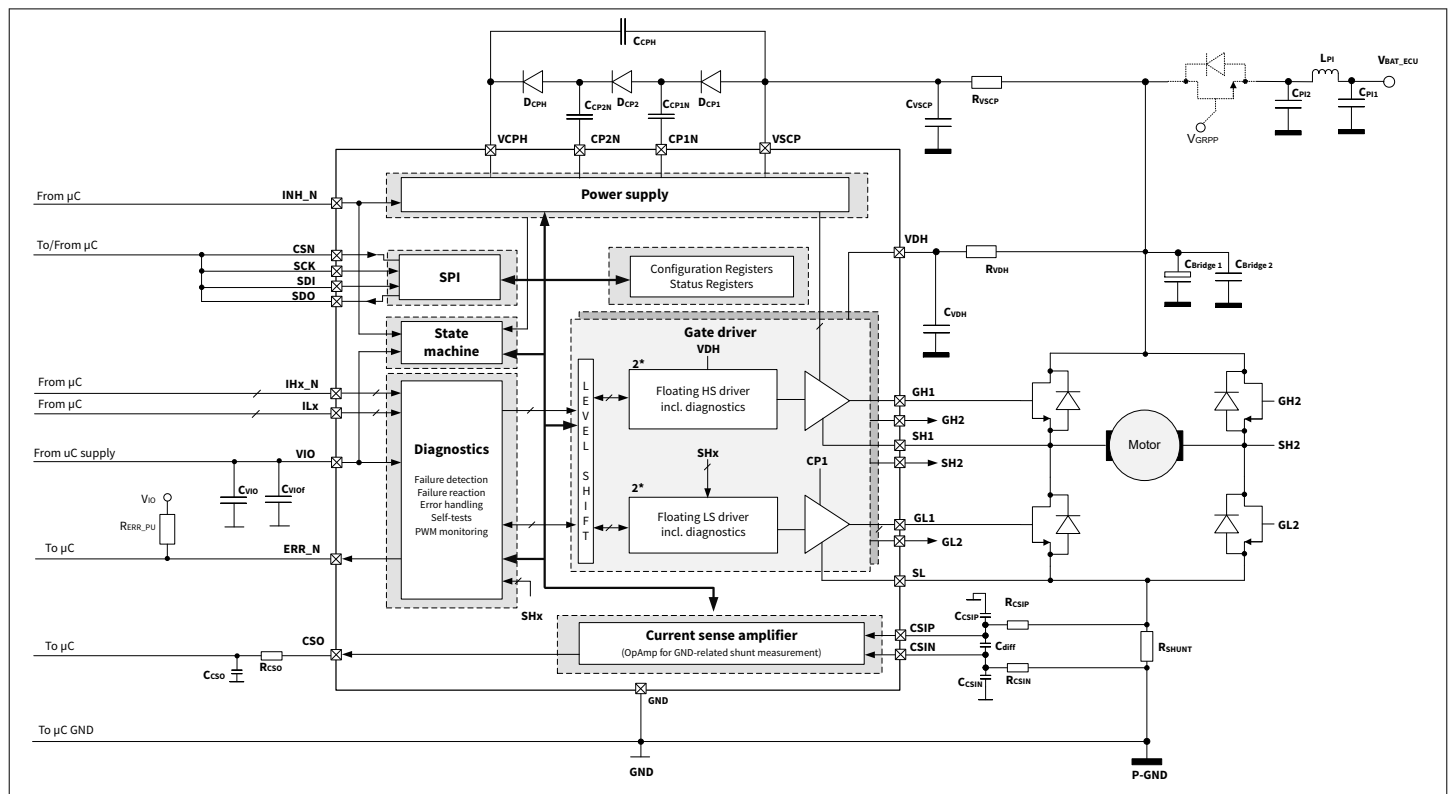 CCPH
LPI
VBAT_ECU
DCPH
CCP2N
DCP2
CCP1N
DCP1
CVSCP
RVSCP
CPI2
CPI1
VGRPP
VCPH
CP2N
CP1N
VSCP
From µC
INH_N
Power supply
To/From µC
CSN
SCK
SDI
SDO
SPI
Configuration Registers
Status Registers
VDH
RVDH
CBridge 1
CBridge 2
CVDH
State
machine
Gate driver
VDH
2*
Floating HS driver
incl. diagnostics
LEVEL SHIFT
From µC
IHx_N
From µC
ILx
GH1
GH2
SH1
SH2
GH2
Motor
SH2
Diagnostics
Failure detection
Failure reaction
Error handling
Self-tests
PWM monitoring
From uC supply
VIO
CVIO
CVIOf
VIO
RERR_PU
SHx
CP1
2*
Floating LS driver
incl. diagnostics
GL1
GL2
GL2
To µC
ERR_N
SL
SHx
CCSIP
RCSIP
CSIP
Cdiff
CSIN
CCSIN
RCSIN
RSHUNT
To µC
CSO
CCSO
RCSO
Current sense amplifier
(OpAmp for GND-related shunt measurement)
GND
To µC GND
GND
P-GND